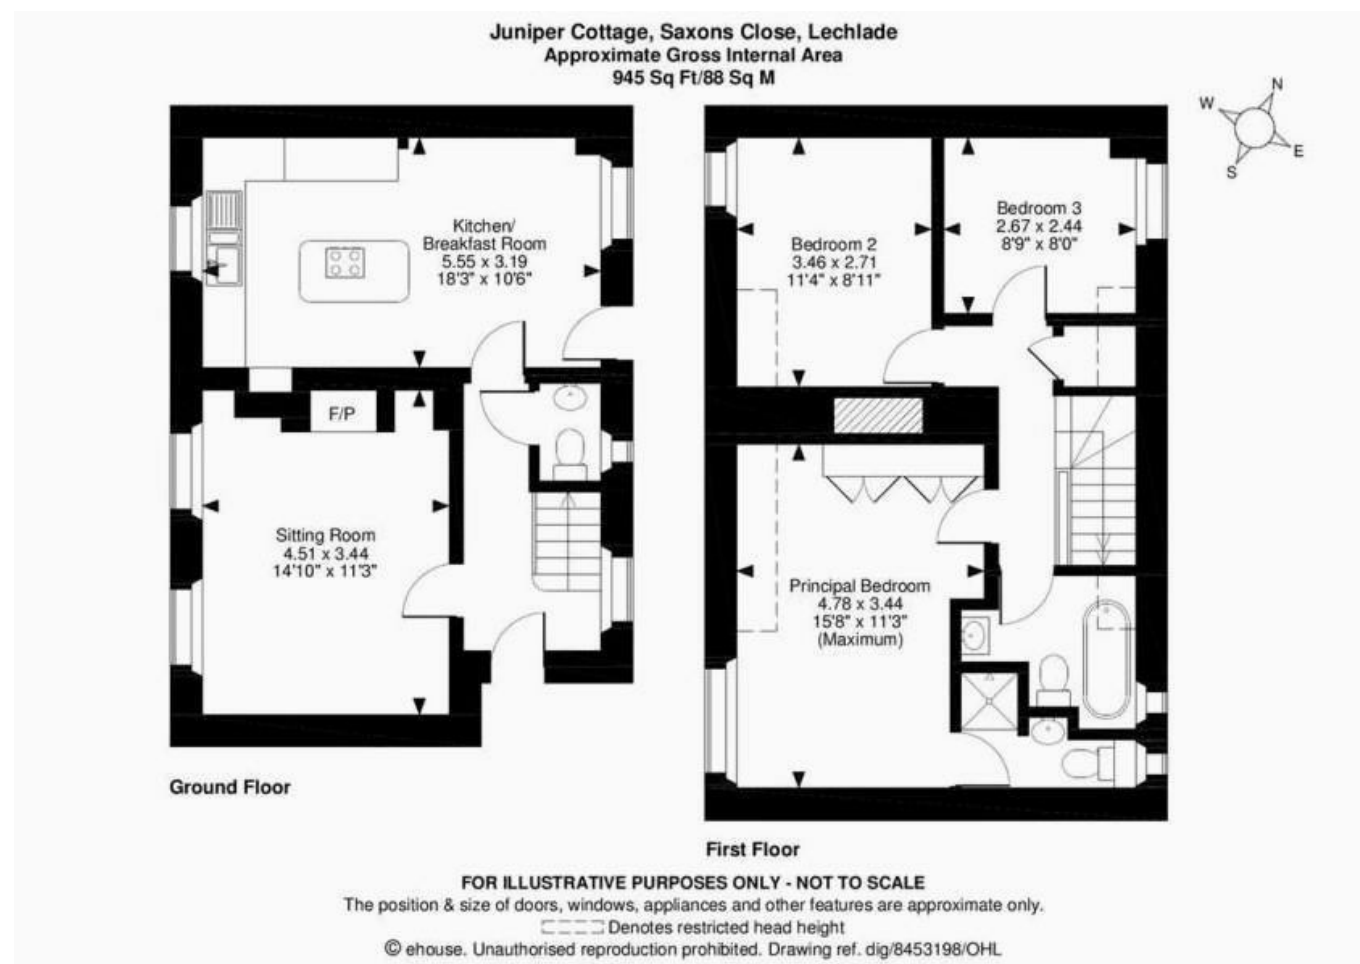 Juniper Cottage, Saxons Close, Lechlade
Approximate Gross Internal Area
945 Sq Ft/88 Sq M
N
W
E
S
Kitchen/
Breakfast Room
5.55 x 3.19
18'3" x 10'6"
F/P
Sitting Room
4.51 x 3.44
14'10" x 11'3"
Ground Floor
Bedroom 2
3.46 x 2.71
11'4" x 8'11"
Bedroom 3
2.67 x 2.44
8'9" x 8'0"
Principal Bedroom
4.78 x 3.44
15'8" x 11'3"
(Maximum)
First Floor
FOR ILLUSTRATIVE PURPOSES ONLY - NOT TO SCALE
The position & size of doors, windows, appliances and other features are approximate only.
Denotes restricted head height
© ehouse. Unauthorised reproduction prohibited. Drawing ref. dig/8453198/OHL